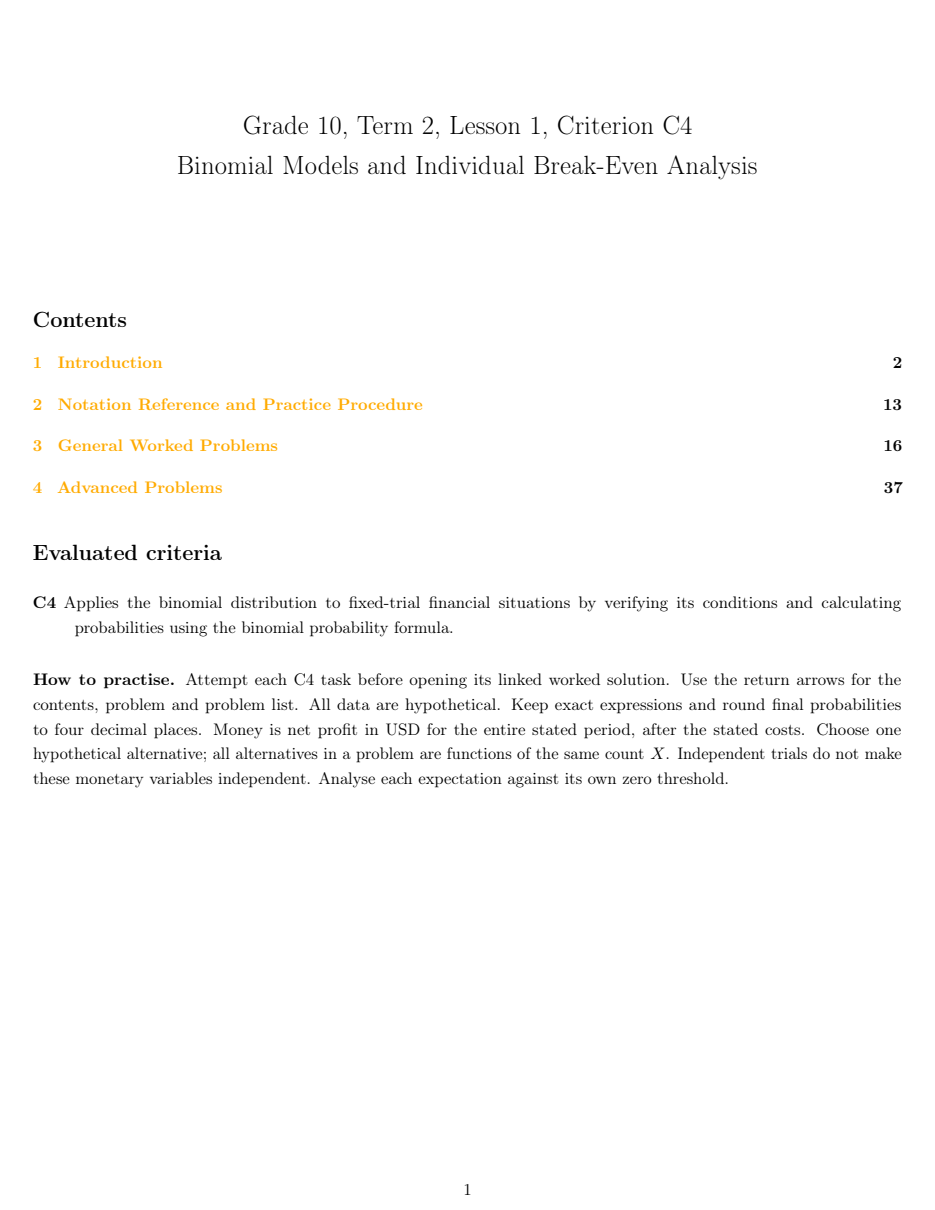 Grade 10, Term 2, Lesson 1, Criterion C4
Binomial Models and Individual Break-Even Analysis
Contents
1 Introduction 2
2 Notation Reference and Practice Procedure 13
3 General Worked Problems 16
4 Advanced Problems 37
Evaluated criteria
C4 Applies the binomial distribution to fixed-trial financial situations by verifying its conditions and calculating
probabilities using the binomial probability formula.
How to practise. Attempt each C4 task before opening its linked worked solution. Use the return arrows for the
contents, problem and problem list. All data are hypothetical. Keep exact expressions and round final probabilities
to four decimal places. Money is net profit in USD for the entire stated period, after the stated costs. Choose one
hypothetical alternative; all alternatives in a problem are functions of the same count X. Independent trials do not make
these monetary variables independent. Analyse each expectation against its own zero threshold.
1